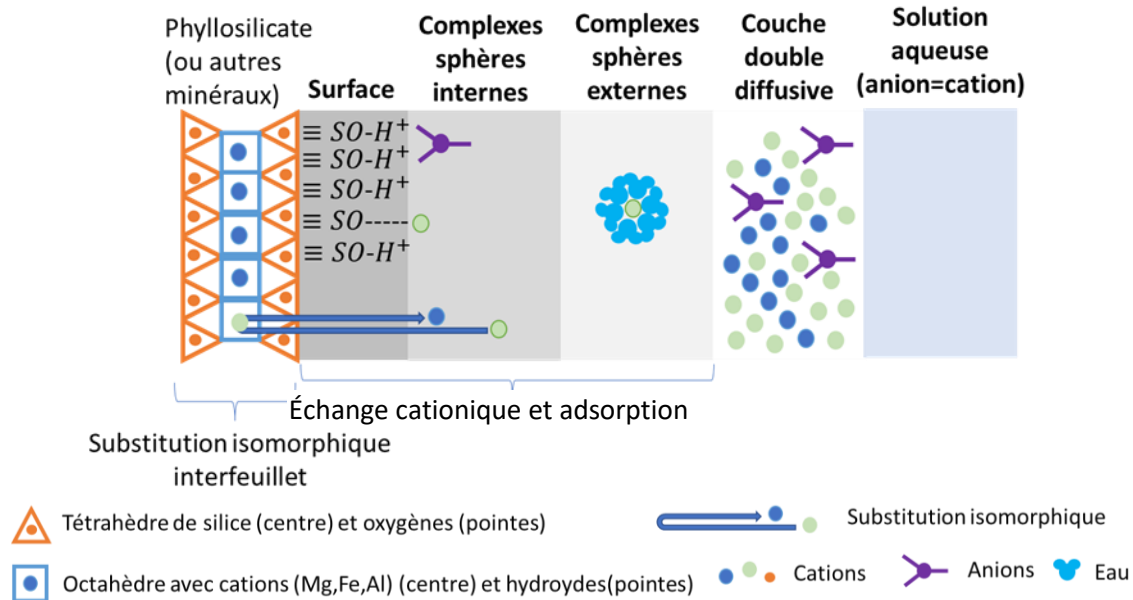 Phyllosilicate
(ou autres
minéraux)
Surface
Complexes
sphères
internes
Complexes
sphères
externes
Couche
double
diffusive
Solution
aqueuse
(anion=cation)
≡ SO-H⁺
≡ SO-H⁺
≡ SO-H⁺
≡ SO-----
≡ SO-H⁺
Échange cationique et adsorption
Substitution isomorphique
interfeuillet
Tétrahèdre de silice (centre) et oxygènes (pointes)
Substitution isomorphique
Octahèdre avec cations (Mg,Fe,Al) (centre) et hydroydes(pointes)
Cations
Anions
Eau